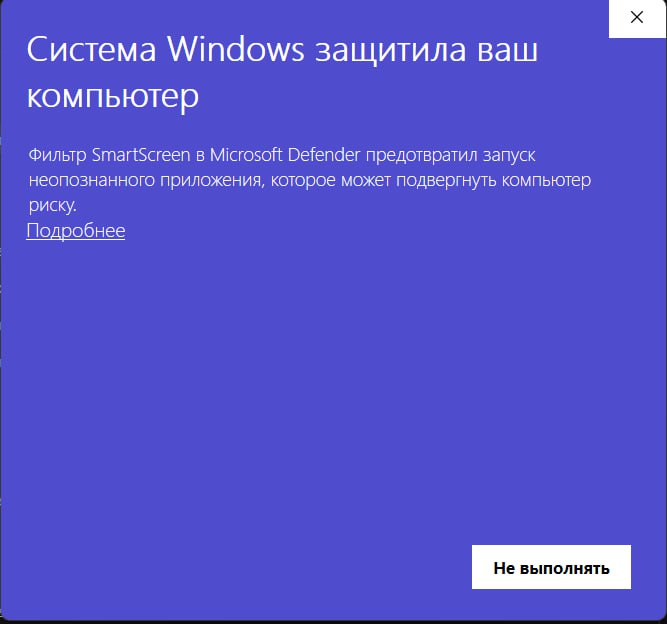 Система Windows защитила ваш
компьютер
Фильтр SmartScreen в Microsoft Defender предотвратил запуск
неопознанного приложения, которое может подвергнуть компьютер
риску.
Подробнее
Не выполнять